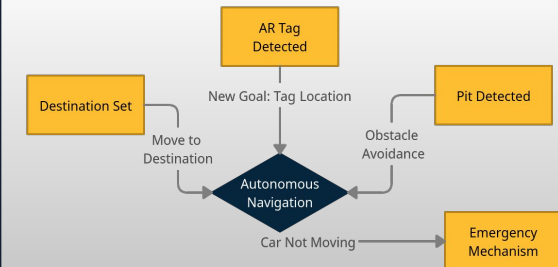 AR Tag
Detected
Destination Set
New Goal: Tag Location
Pit Detected
Move to
Destination
Obstacle
Avoidance
Autonomous
Navigation
Car Not Moving
Emergency
Mechanism